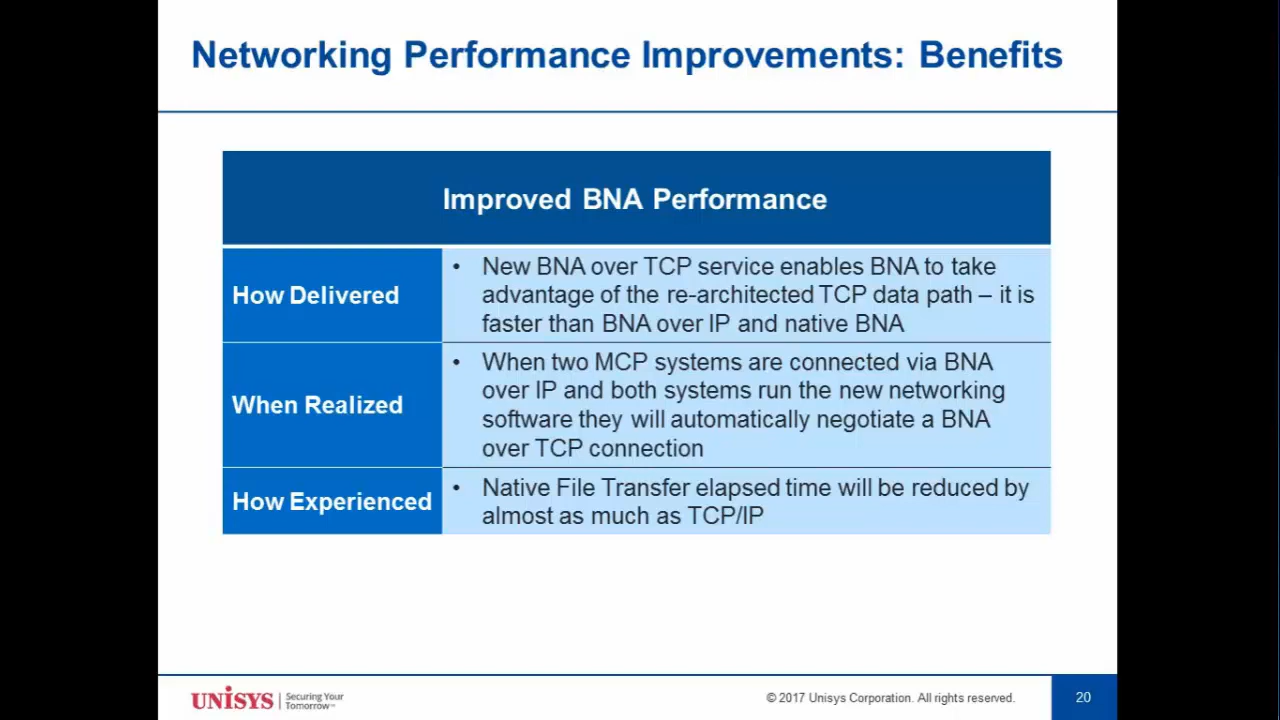 Networking Performance Improvements: Benefits
Improved BNA Performance
How Delivered
• New BNA over TCP service enables BNA to take
advantage of the re-architected TCP data path – it is
faster than BNA over IP and native BNA
When Realized
• When two MCP systems are connected via BNA
over IP and both systems run the new networking
software they will automatically negotiate a BNA
over TCP connection
How Experienced
• Native File Transfer elapsed time will be reduced by
almost as much as TCP/IP
UNISYS
Securing Your
Tomorrow™
© 2017 Unisys Corporation. All rights reserved.
20